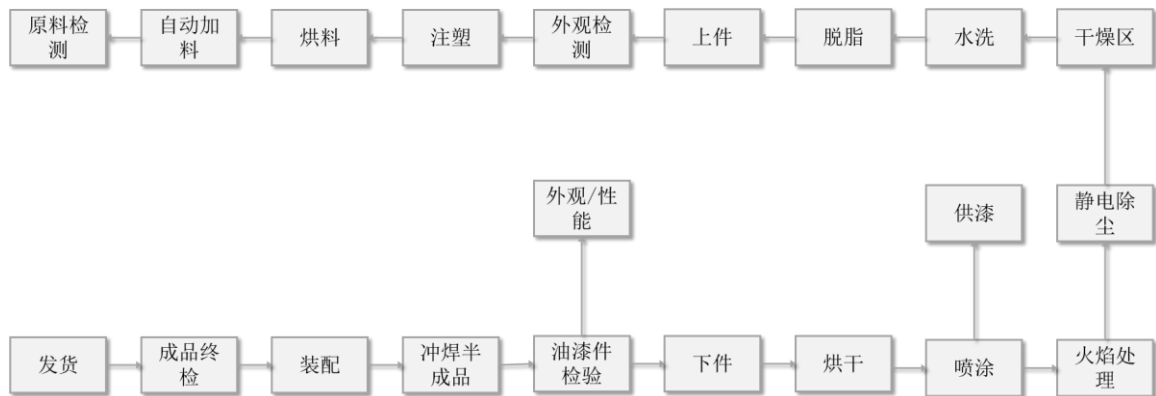 原料检
测
自动加
料
烘料
注塑
外观检
测
上件
脱脂
水洗
干燥区
外观/性
能
供漆
静电除
尘
发货
成品终
检
装配
冲焊半
成品
油漆件
检验
下件
烘干
喷涂
火焰处
理